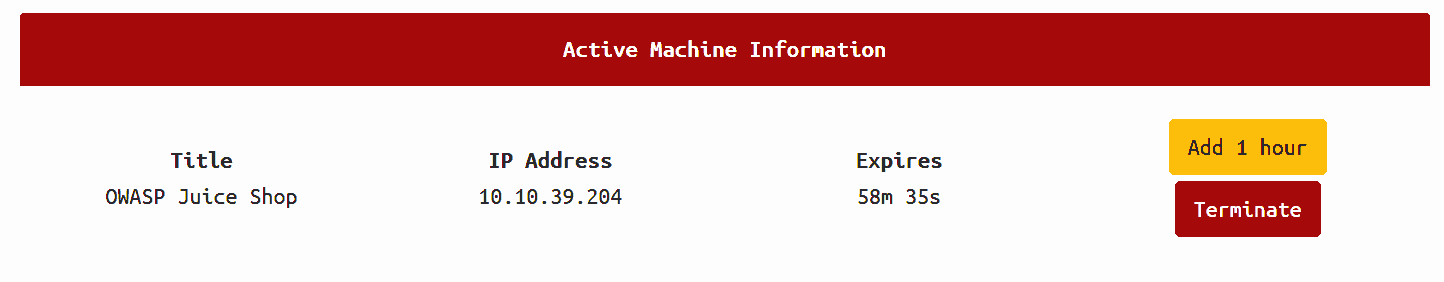 Active Machine Information
Title IP Address Expires
OWASP Juice Shop 10.10.39.204 58m 35s
Add 1 hour
Terminate